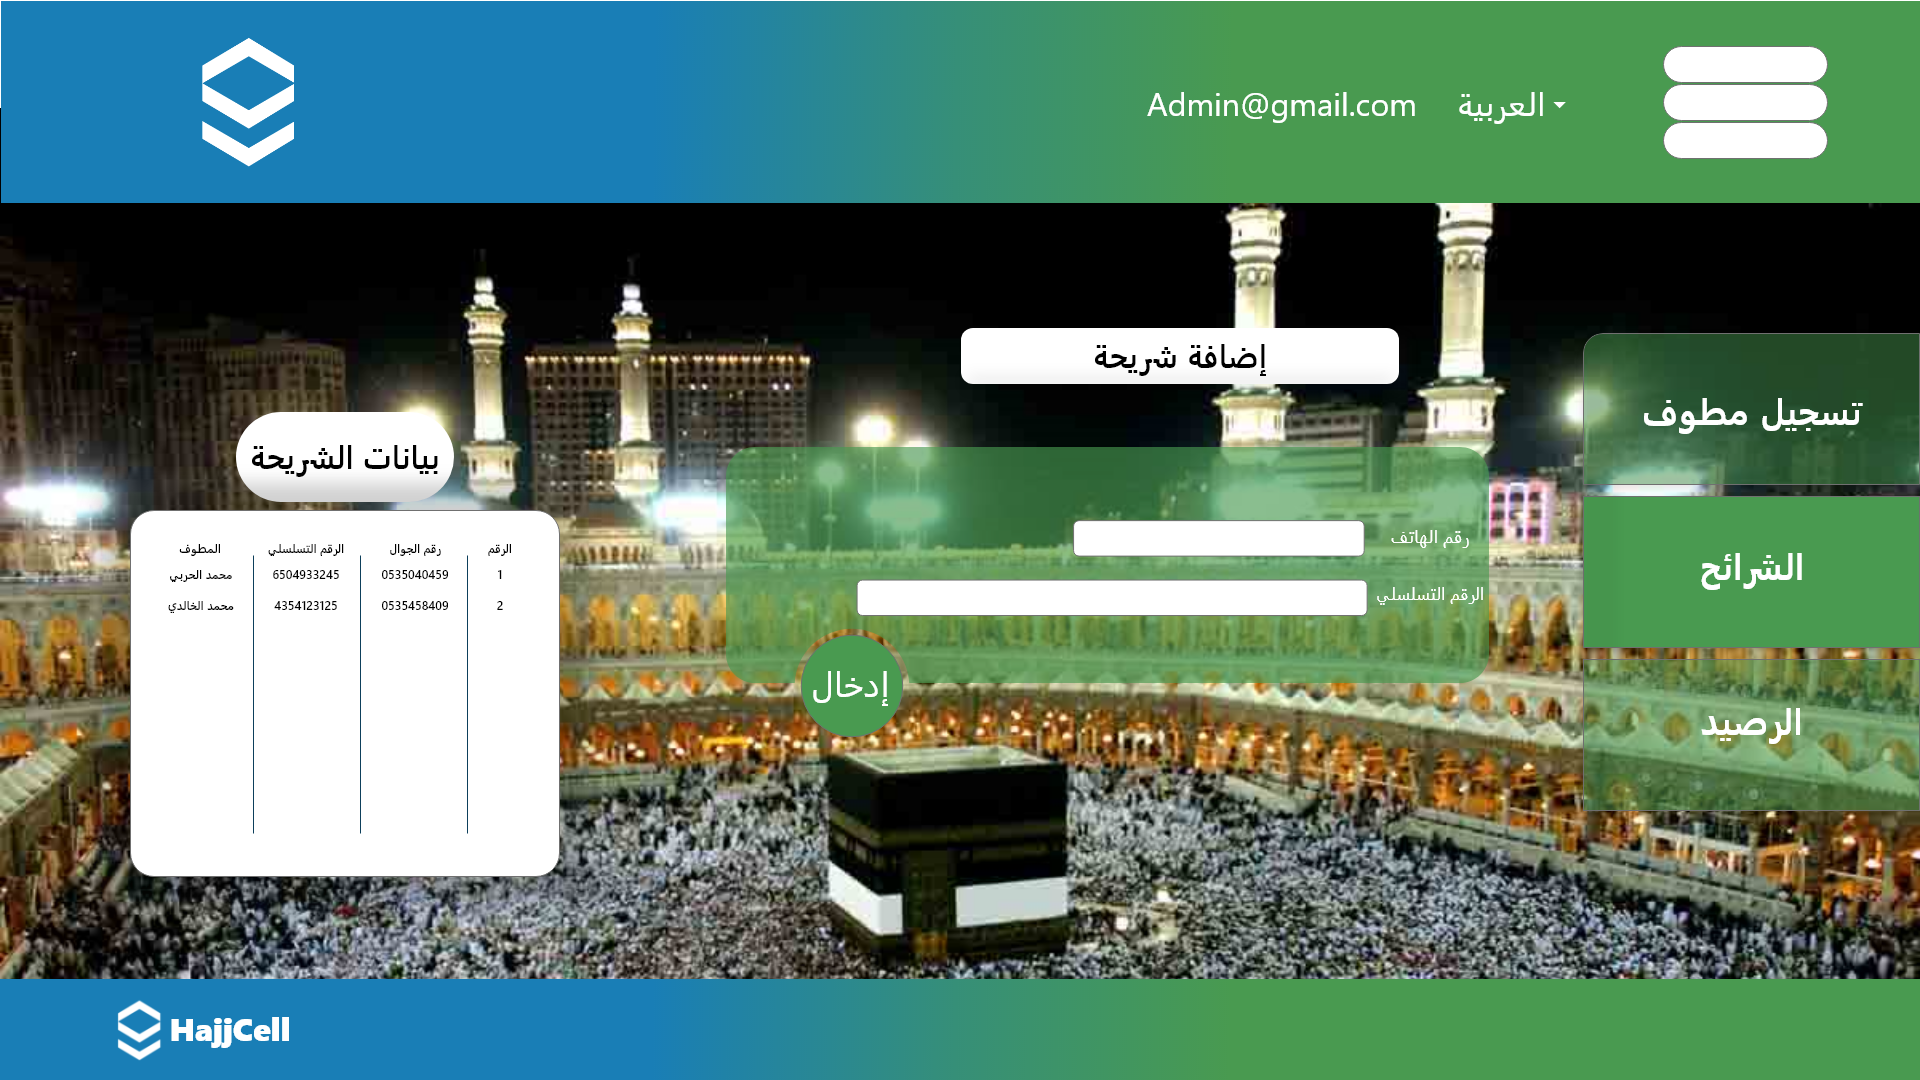 العربية
Admin@gmail.com
إضافة شريحة
تسجيل مطوف
الشرائح
الرصيد
رقم الهاتف
الرقم التسلسلي
إدخال
بيانات الشريحة
الرقم رقم الجوال الرقم التسلسلي المطوف
1 0535040459 6504933245 محمد الحربي
2 0535458409 4354123125 محمد الخالدي
HajjCell